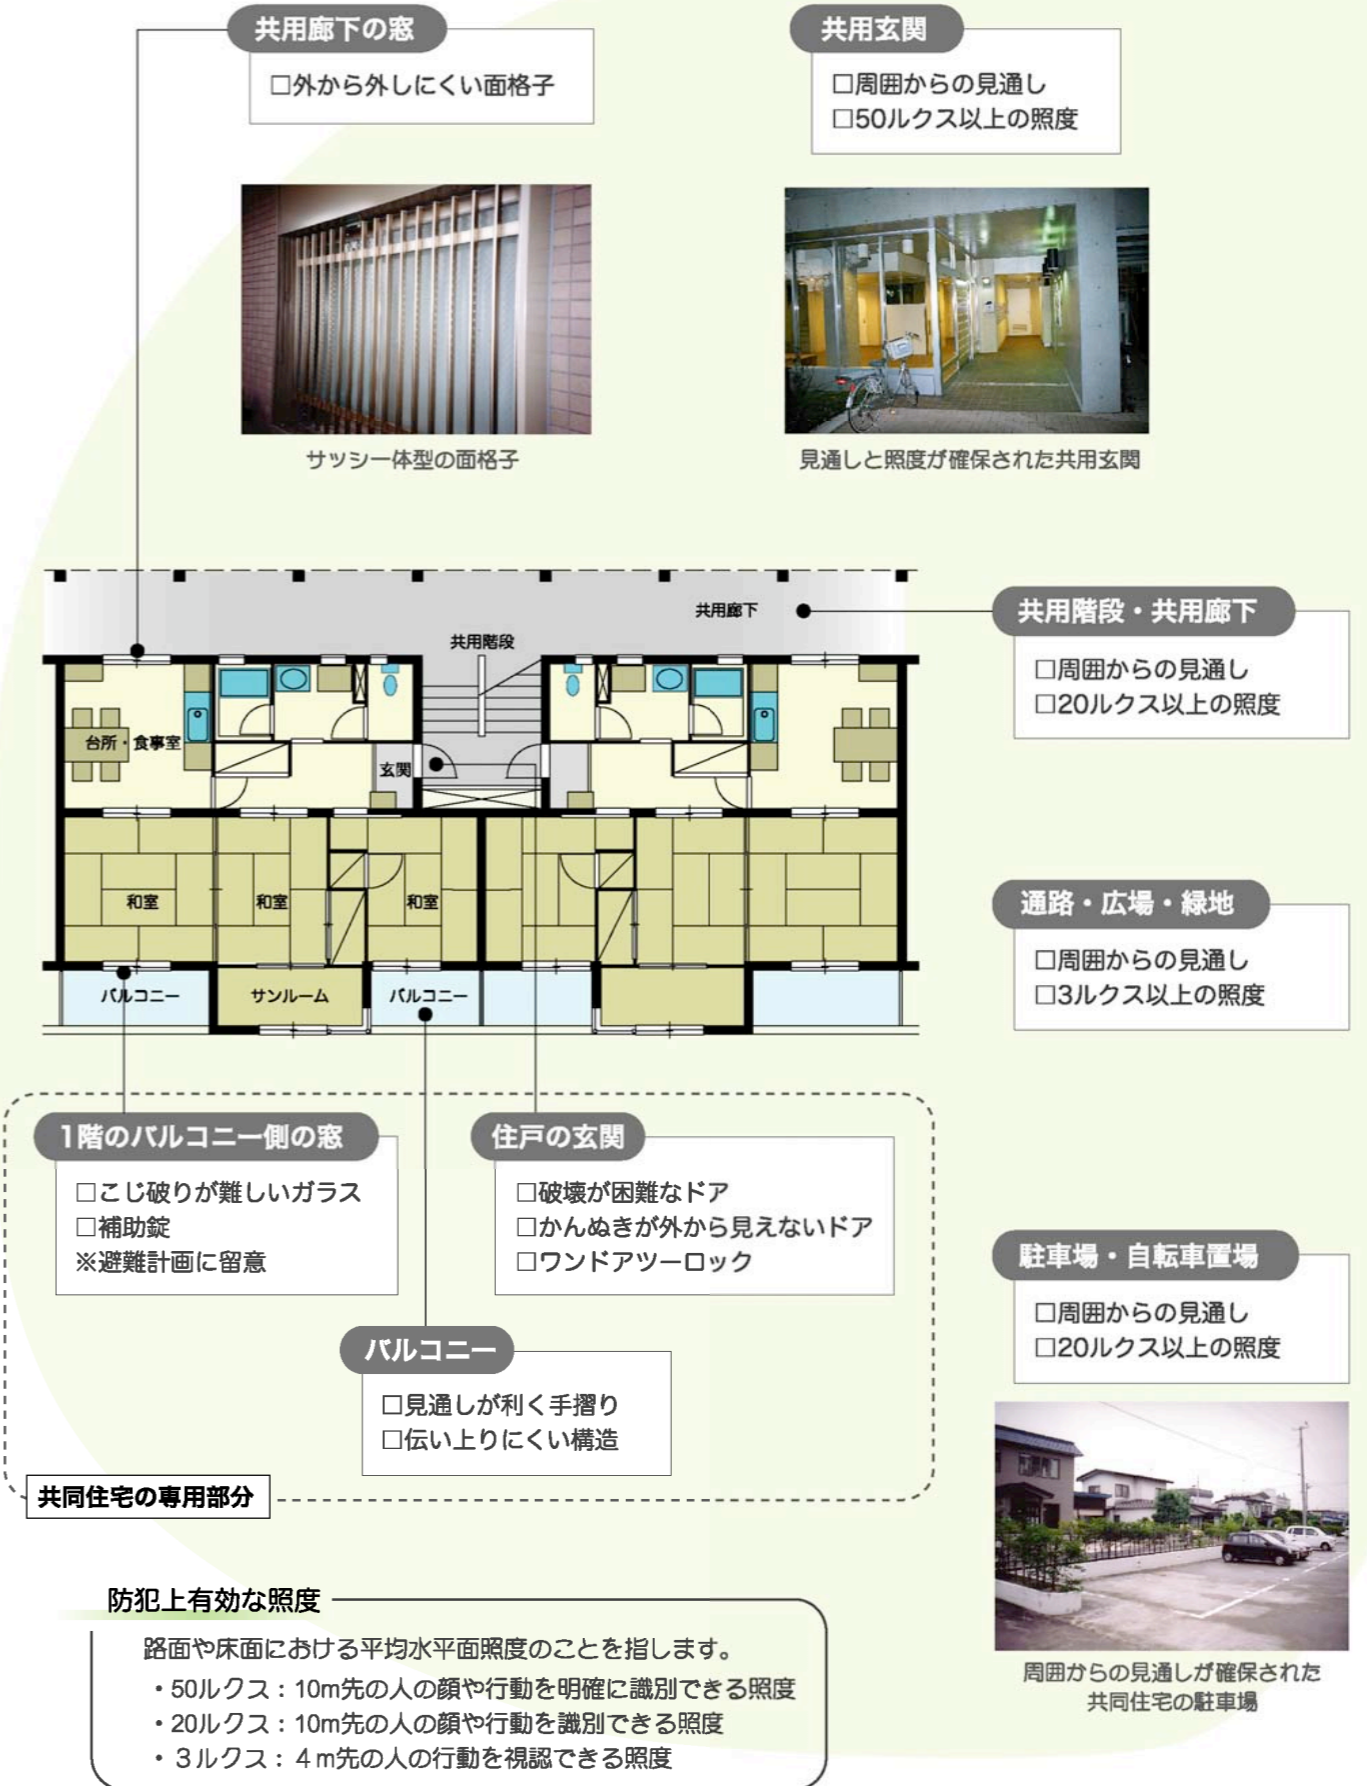 共用廊下の窓
□外から外しにくい面格子
共用玄関
□周囲からの見通し
□50ルクス以上の照度
サッシ一体型の面格子
見通しと照度が確保された共用玄関
共用廊下
共用階段
台所・食事室
玄関
和室
和室
和室
バルコニー
サンルーム
バルコニー
共用階段・共用廊下
□周囲からの見通し
□20ルクス以上の照度
通路・広場・緑地
□周囲からの見通し
□3ルクス以上の照度
1階のバルコニー側の窓
□こじ破りが難しいガラス
□補助錠
※避難計画に留意
住戸の玄関
□破壊が困難なドア
□かんぬきが外から見えないドア
□ワンドアツーロック
バルコニー
□見通しが利く手摺り
□伝い上りにくい構造
共同住宅の専用部分
駐車場・自転車置場
□周囲からの見通し
□20ルクス以上の照度
周囲からの見通しが確保された
共同住宅の駐車場
防犯上有効な照度
路面や床面における平均水平面照度のことを指します。
・50ルクス：10m先の人の顔や行動を明確に識別できる照度
・20ルクス：10m先の人の顔や行動を識別できる照度
・３ルクス：４m先の人の行動を視認できる照度